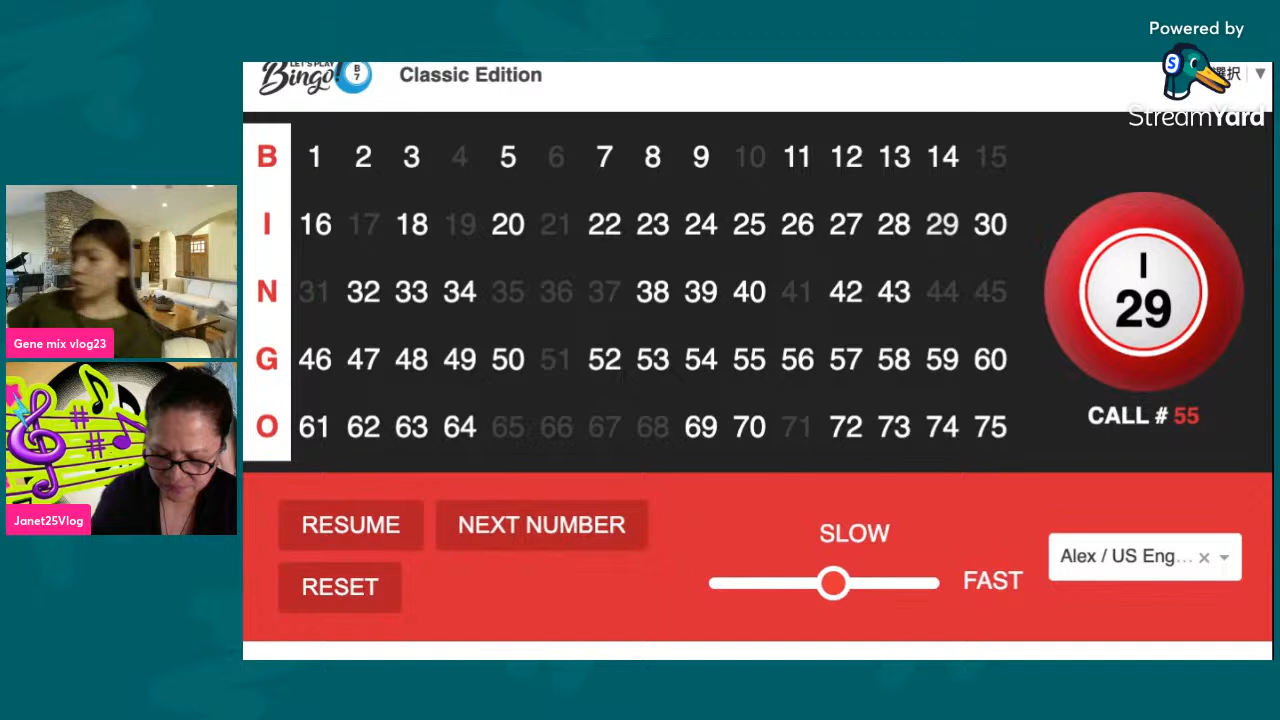 Powered by
StreamYard
LET'S PLAY
Bingo! B 7
Classic Edition
選択 ▼
B 1 2 3 4 5 6 7 8 9 10 11 12 13 14 15
I 16 17 18 19 20 21 22 23 24 25 26 27 28 29 30
N 31 32 33 34 35 36 37 38 39 40 41 42 43 44 45
G 46 47 48 49 50 51 52 53 54 55 56 57 58 59 60
O 61 62 63 64 65 66 67 68 69 70 71 72 73 74 75
I
29
CALL # 55
RESUME
NEXT NUMBER
RESET
SLOW
FAST
Alex / US Eng...
Gene mix vlog23
Janet25Vlog